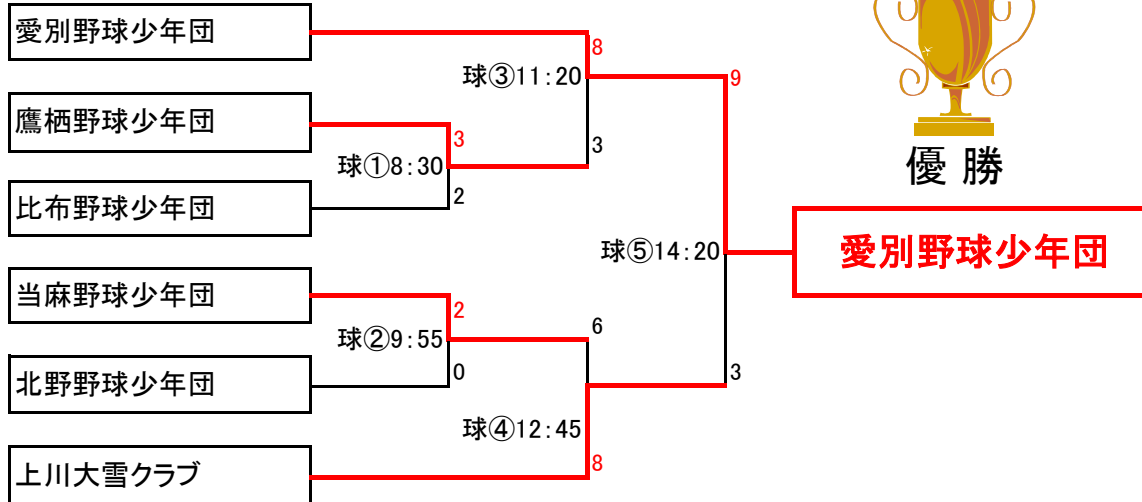 愛別野球少年団
8
球③11:20
9
鷹栖野球少年団
3
3
球①8:30
優 勝
比布野球少年団
2
球⑤14:20
愛別野球少年団
当麻野球少年団
2
6
球②9:55
北野野球少年団
0
3
球④12:45
上川大雪クラブ
8